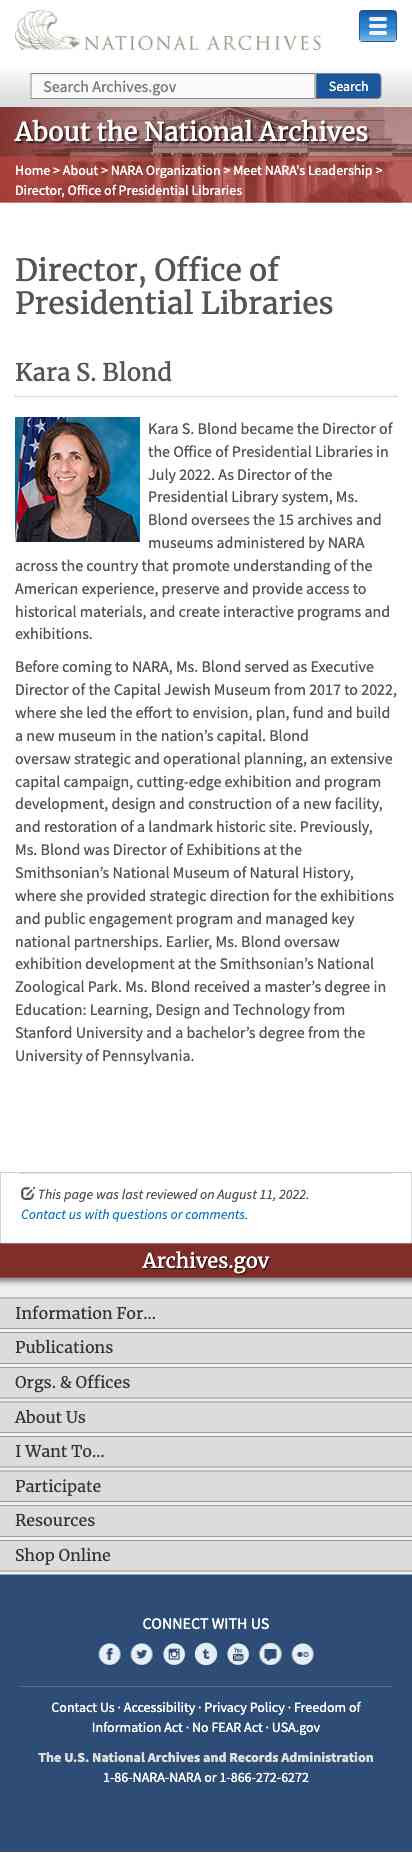 NATIONAL ARCHIVES
Search Archives.gov
Search
About the National Archives
Home > About > NARA Organization > Meet NARA's Leadership >
Director, Office of Presidential Libraries
Director, Office of
Presidential Libraries
Kara S. Blond
Kara S. Blond became the Director of
the Office of Presidential Libraries in
July 2022. As Director of the
Presidential Library system, Ms.
Blond oversees the 15 archives and
museums administered by NARA
across the country that promote understanding of the
American experience, preserve and provide access to
historical materials, and create interactive programs and
exhibitions.
Before coming to NARA, Ms. Blond served as Executive
Director of the Capital Jewish Museum from 2017 to 2022,
where she led the effort to envision, plan, fund and build
a new museum in the nation’s capital. Blond
oversaw strategic and operational planning, an extensive
capital campaign, cutting-edge exhibition and program
development, design and construction of a new facility,
and restoration of a landmark historic site. Previously,
Ms. Blond was Director of Exhibitions at the
Smithsonian’s National Museum of Natural History,
where she provided strategic direction for the exhibitions
and public engagement program and managed key
national partnerships. Earlier, Ms. Blond oversaw
exhibition development at the Smithsonian’s National
Zoological Park. Ms. Blond received a master’s degree in
Education: Learning, Design and Technology from
Stanford University and a bachelor’s degree from the
University of Pennsylvania.
This page was last reviewed on August 11, 2022.
Contact us with questions or comments.
Archives.gov
Information For…
Publications
Orgs. & Offices
About Us
I Want To…
Participate
Resources
Shop Online
CONNECT WITH US
Contact Us · Accessibility · Privacy Policy · Freedom of
Information Act · No FEAR Act · USA.gov
The U.S. National Archives and Records Administration
1-86-NARA-NARA or 1-866-272-6272